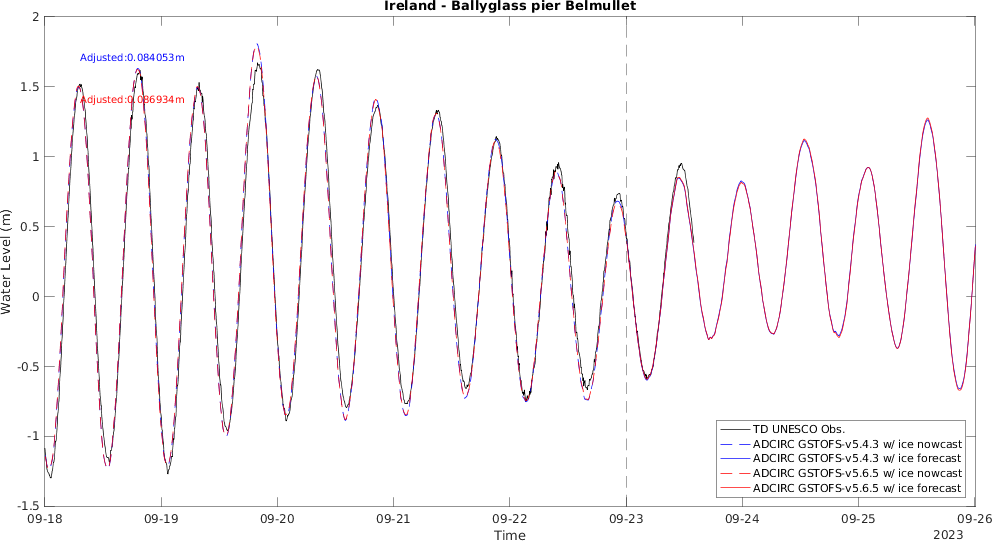 Ireland - Ballyglass pier Belmullet
2
1.5
1
0.5
0
-0.5
-1
-1.5
Water Level (m)
Adjusted:0.084053m
Adjusted:0.086934m
TD UNESCO Obs.
ADCIRC GSTOFS-v5.4.3 w/ ice nowcast
ADCIRC GSTOFS-v5.4.3 w/ ice forecast
ADCIRC GSTOFS-v5.6.5 w/ ice nowcast
ADCIRC GSTOFS-v5.6.5 w/ ice forecast
09-18 09-19 09-20 09-21 09-22 09-23 09-24 09-25 09-26
Time
2023